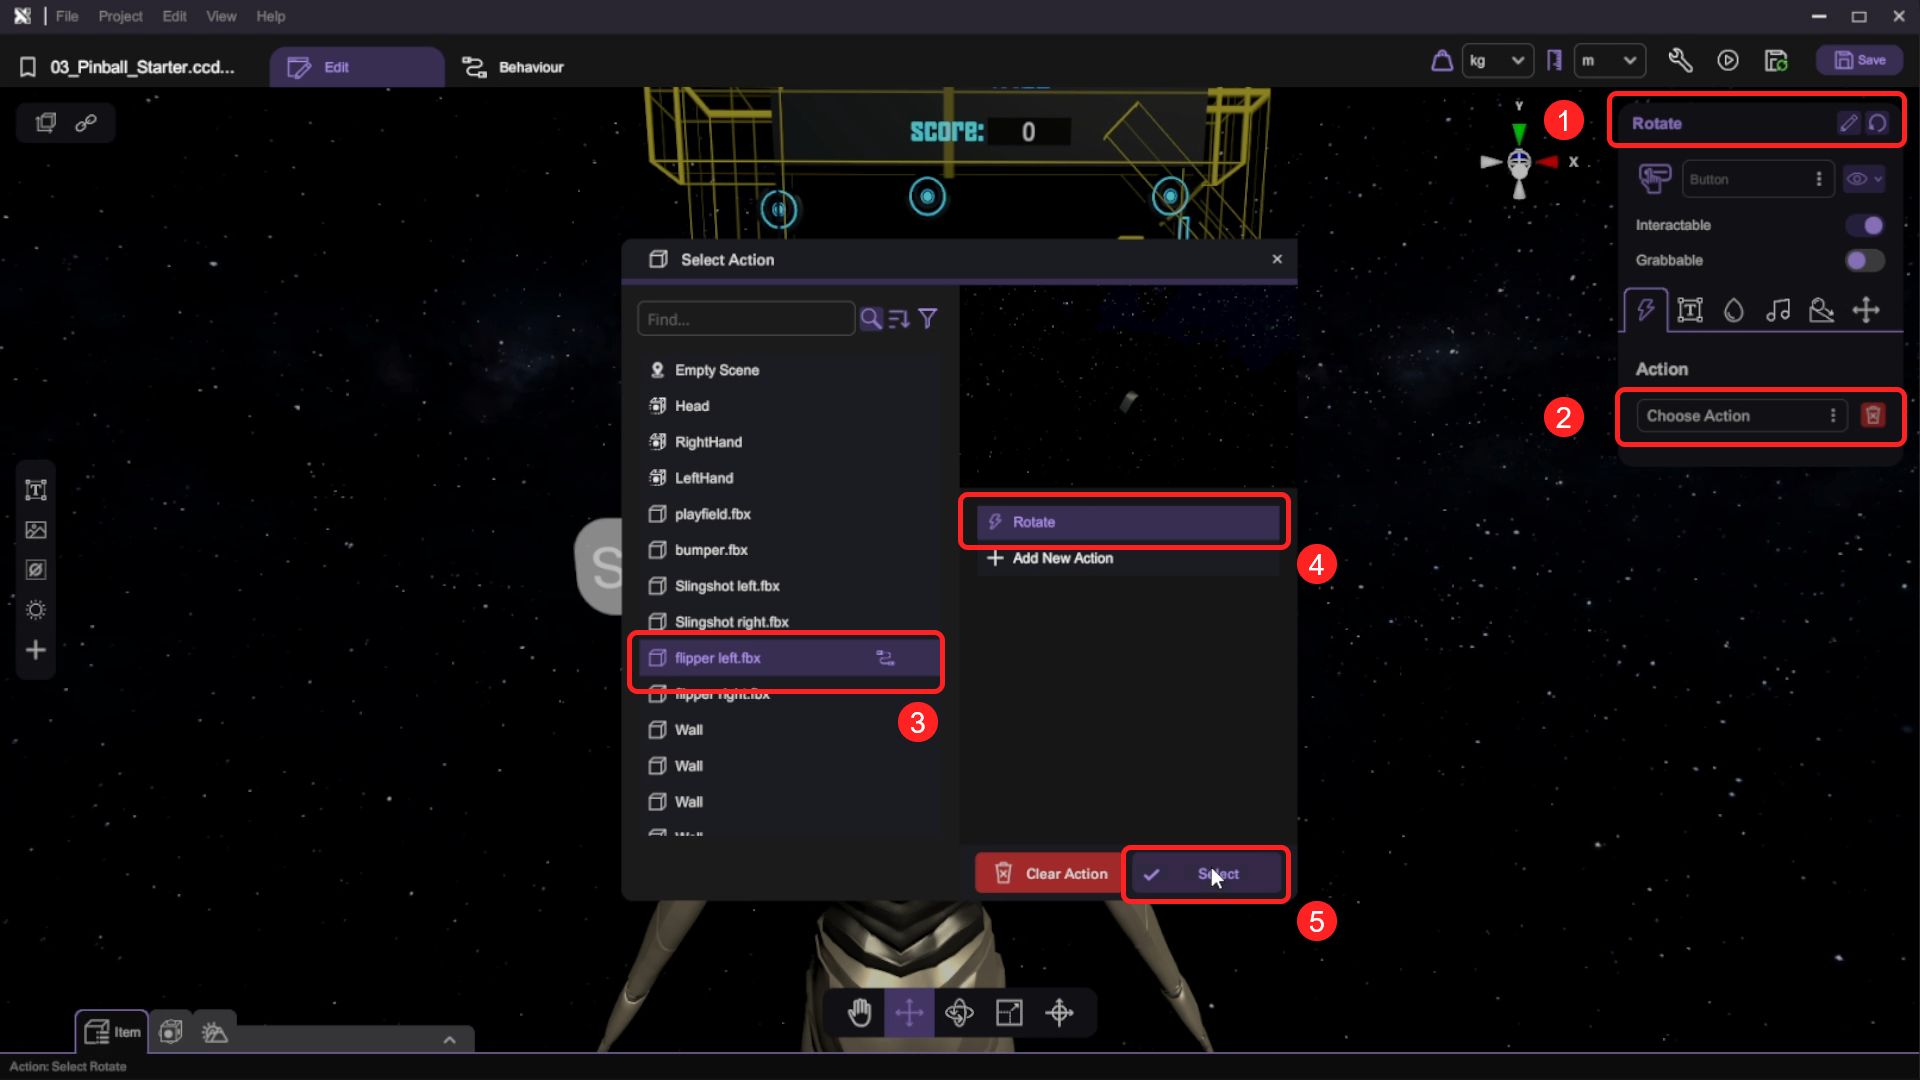 File Project Edit View Help
03_Pinball_Starter.ccd...
Edit
Behaviour
kg
m
Save
score: 0
Y
X
1
Rotate
Button
Interactable
Grabbable
Action
2
Choose Action
Select Action
Find...
Empty Scene
Head
RightHand
LeftHand
playfield.fbx
bumper.fbx
Slingshot left.fbx
Slingshot right.fbx
flipper left.fbx
flipper right.fbx
3
Wall
Wall
Wall
Wall
Rotate
Add New Action
4
S
Clear Action
Select
5
Item
Action: Select Rotate